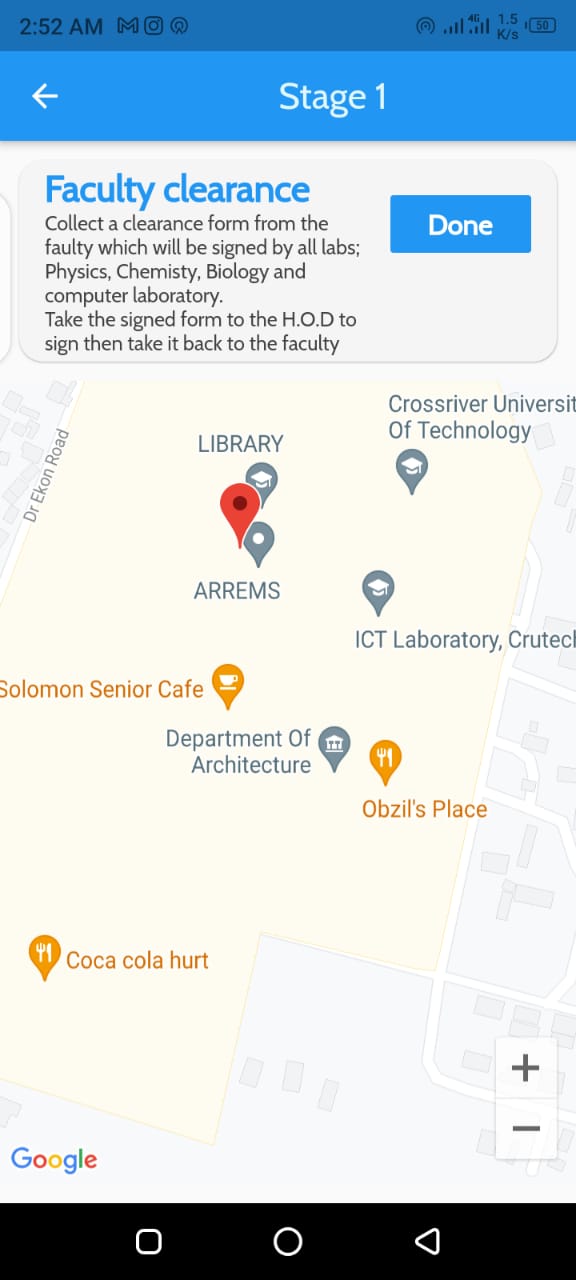 2:52 AM
4G
1.5
K/s
50
Stage 1
Faculty clearance
Collect a clearance form from the
faulty which will be signed by all labs;
Physics, Chemisty, Biology and
computer laboratory.
Take the signed form to the H.O.D to
sign then take it back to the faculty
Done
Crossriver Universit
Of Technology
LIBRARY
Dr Ekon Road
ARREMS
ICT Laboratory, Crutech
Solomon Senior Cafe
Department Of
Architecture
Obzil's Place
Coca cola hurt
+
−
Google